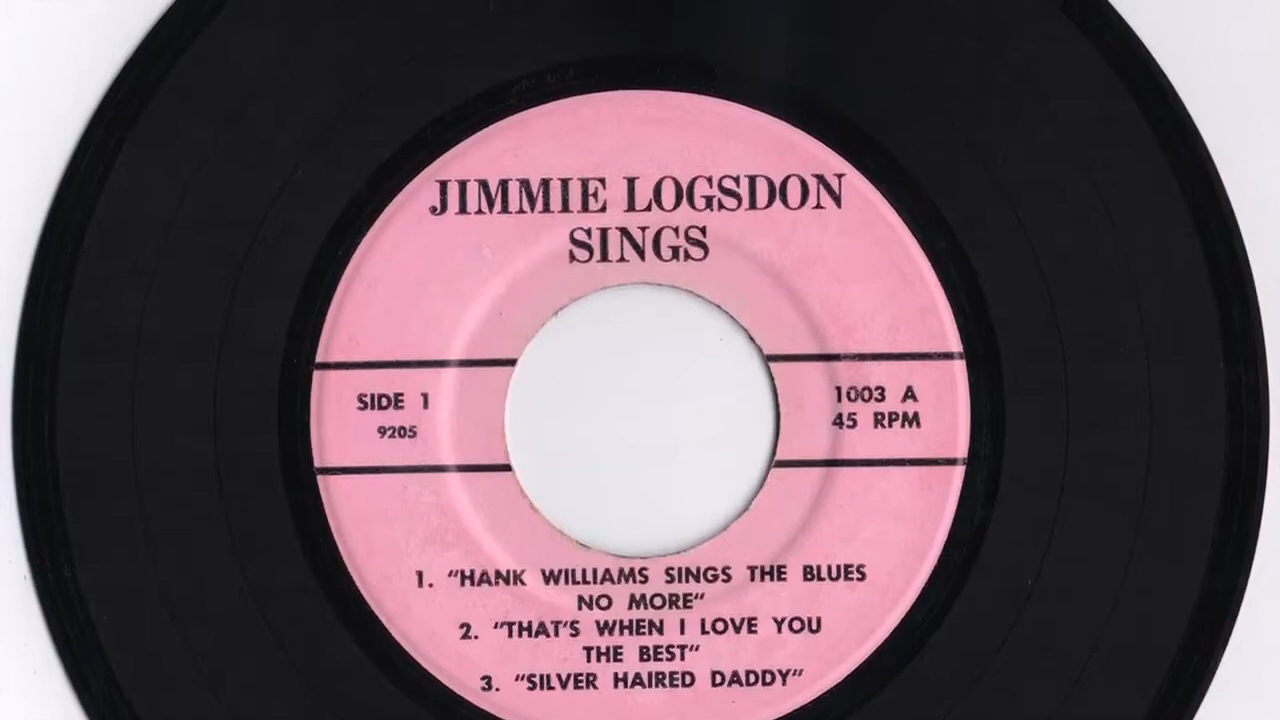 JIMMIE LOGSDON
SINGS
SIDE 1
9205
1003 A
45 RPM
1. "HANK WILLIAMS SINGS THE BLUES
NO MORE"
2. "THAT'S WHEN I LOVE YOU
THE BEST"
3. "SILVER HAIRED DADDY"